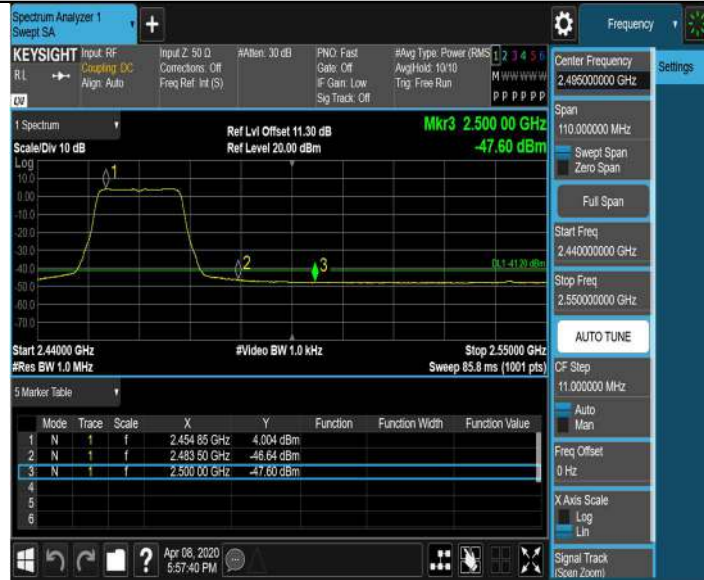 Spectrum Analyzer 1
Swept SA
+
Frequency
KEYSIGHT
Input: RF
Coupling: DC
Align: Auto
Input Z: 50 Ω
Corrections: Off
Freq Ref: Int (S)
#Atten: 30 dB
PNO: Fast
Gate: Off
IF Gain: Low
Sig Track: Off
#Avg Type: Power (RMS
Avg|Hold: 10/10
Trig: Free Run
1 2 3 4 5 6
M W W W W W
P P P P P P
RL
Center Frequency
2.495000000 GHz
Settings
Span
110.000000 MHz
Swept Span
Zero Span
Full Span
Start Freq
2.440000000 GHz
Stop Freq
2.550000000 GHz
AUTO TUNE
CF Step
11.000000 MHz
Auto
Man
Freq Offset
0 Hz
X Axis Scale
Log
Lin
Signal Track
(Span Zoom)
1 Spectrum
Scale/Div 10 dB
Ref Lvl Offset 11.30 dB
Ref Level 20.00 dBm
Mkr3 2.500 00 GHz
-47.60 dBm
Log
10.0
0.00
-10.0
-20.0
-30.0
-40.0
-50.0
-60.0
-70.0
1
2
3
DL1 -41.20 dBm
Start 2.44000 GHz
#Video BW 1.0 kHz
Stop 2.55000 GHz
#Res BW 1.0 MHz
Sweep 85.8 ms (1001 pts)
5 Marker Table
Mode Trace Scale X Y Function Function Width Function Value
1 N 1 f 2.454 85 GHz 4.004 dBm
2 N 1 f 2.483 50 GHz -46.64 dBm
3 N 1 f 2.500 00 GHz -47.60 dBm
4
5
6
?
Apr 08, 2020
5:57:40 PM